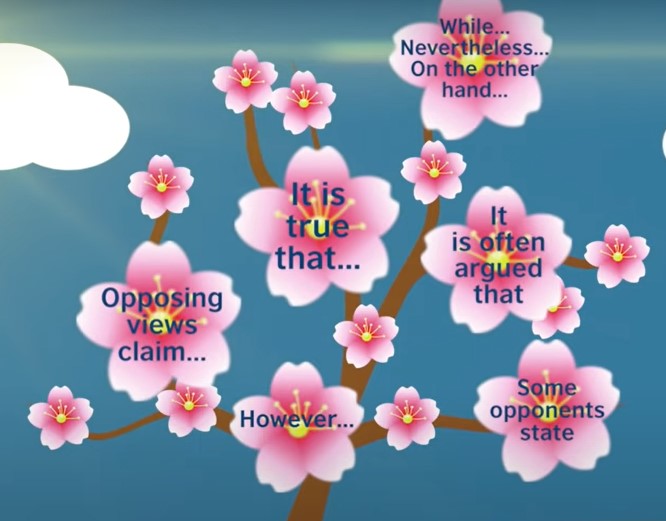 While...
Nevertheless...
On the other
hand...
It is
true
that...
It
is often
argued
that
Opposing
views
claim...
Some
opponents
state
However...